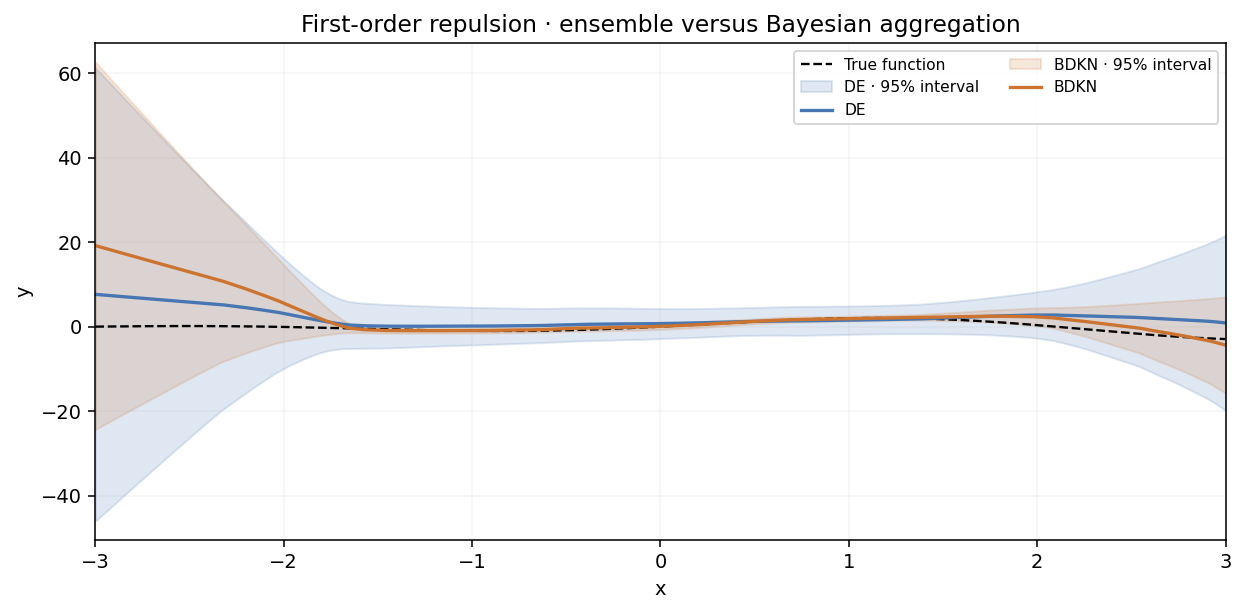 First-order repulsion · ensemble versus Bayesian aggregation
True function
DE · 95% interval
DE
BDKN · 95% interval
BDKN
60
40
20
0
−20
−40
y
−3
−2
−1
0
1
2
3
x